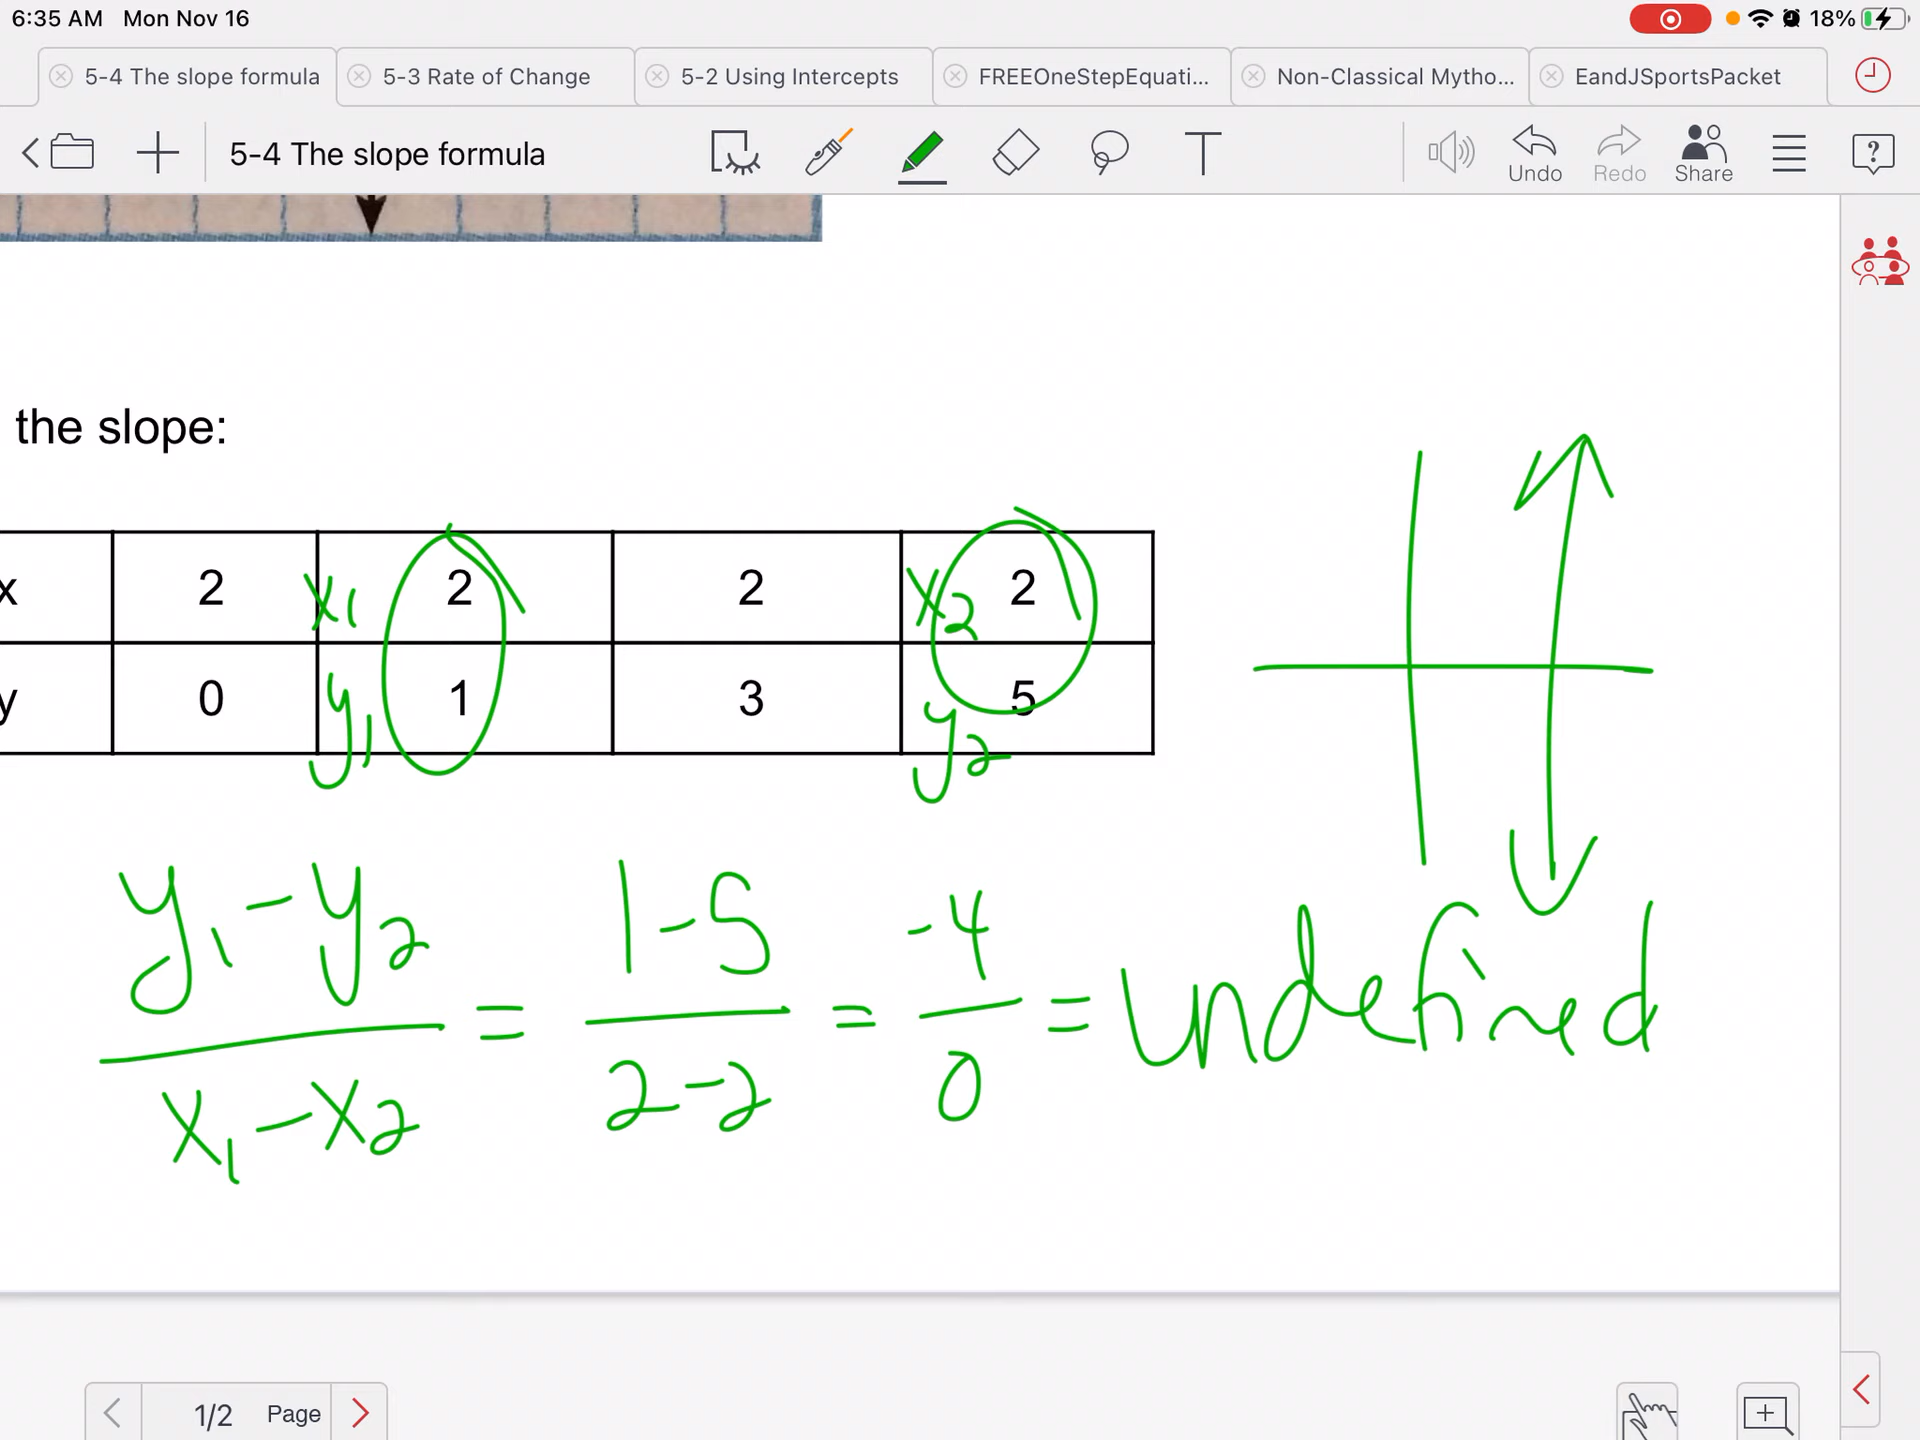 6:35 AM Mon Nov 16 18%
5-4 The slope formula 5-3 Rate of Change 5-2 Using Intercepts FREEOneStepEquati... Non-Classical Mytho... EandJSportsPacket
5-4 The slope formula T Undo Redo Share ?
the slope:
x 2 x₁ 2 2 x₂ 2
y 0 y₁ 1 3 y₂ 5
y₁ - y₂ 1 - 5 -4
= = = undefined
x₁ - x₂ 2 - 2 0
1/2 Page